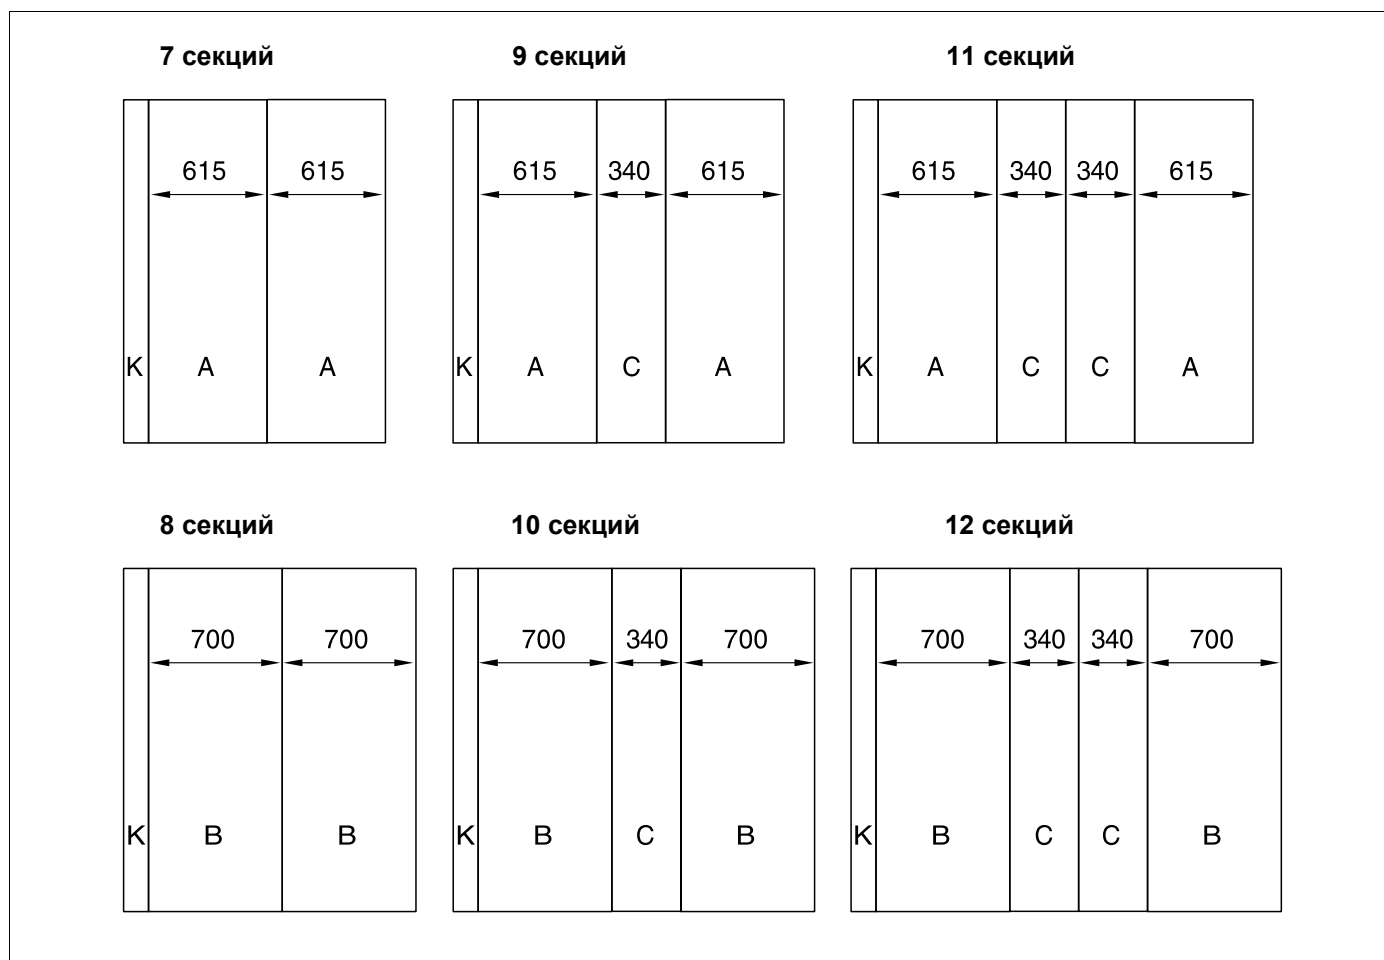 7 секций
9 секций
11 секций
615 615
615 340 615
615 340 340 615
K A A
K A C A
K A C C A
8 секций
10 секций
12 секций
700 700
700 340 700
700 340 340 700
K B B
K B C B
K B C C B